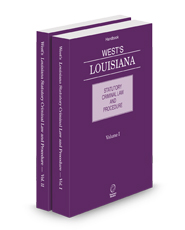 Handbook
WEST'S
LOUISIANA
STATUTORY
CRIMINAL LAW
AND
PROCEDURE
Volume I
West's Louisiana Statutory Criminal Law and Procedure — Vol. II
West's Louisiana Statutory Criminal Law and Procedure — Vol. I